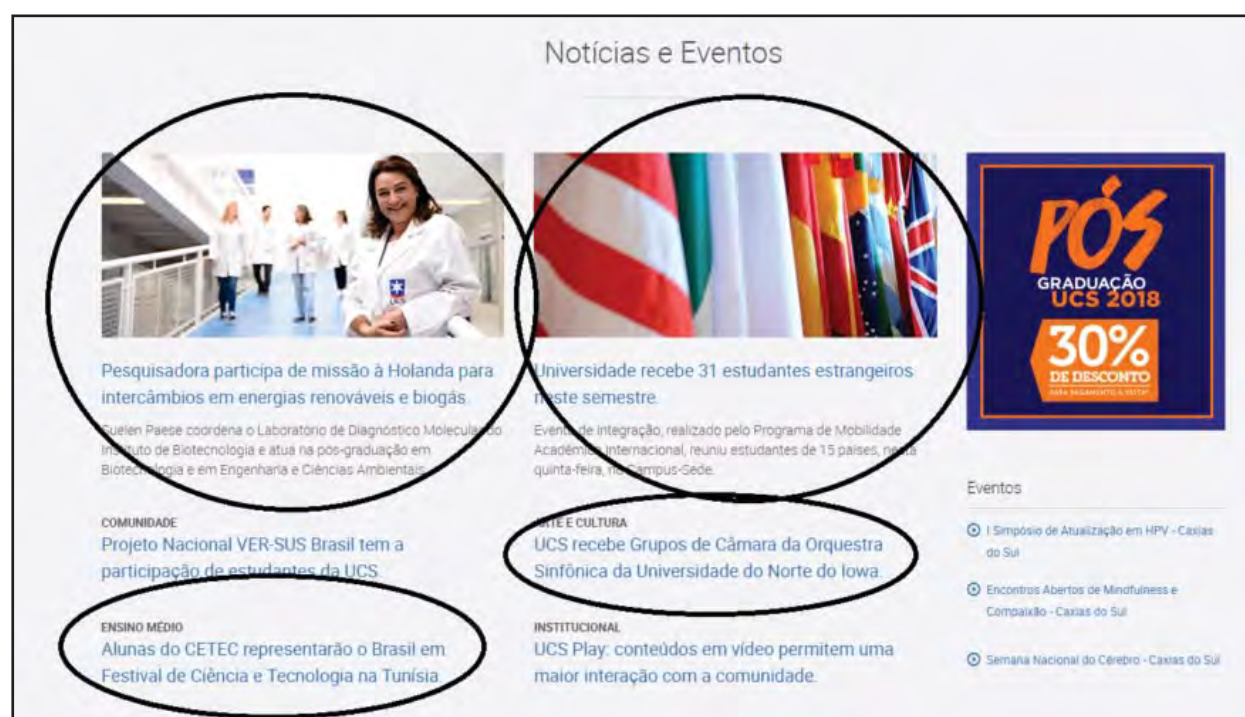 Notícias e Eventos
UCS
Pesquisadora participa de missão à Holanda para
intercâmbios em energias renováveis e biogás.
Suelen Paese coordena o Laboratório de Diagnóstico Molecular do
Instituto de Biotecnologia e atua na pós-graduação em
Biotecnologia e em Engenharia e Ciências Ambientais.
Universidade recebe 31 estudantes estrangeiros
neste semestre.
Evento de integração, realizado pelo Programa de Mobilidade
Acadêmica Internacional, reuniu estudantes de 15 países, nesta
quinta-feira, no Campus-Sede.
COMUNIDADE
Projeto Nacional VER-SUS Brasil tem a
participação de estudantes da UCS.
ARTE E CULTURA
UCS recebe Grupos de Câmara da Orquestra
Sinfônica da Universidade do Norte do Iowa.
ENSINO MÉDIO
Alunas do CETEC representarão o Brasil em
Festival de Ciência e Tecnologia na Tunísia.
INSTITUCIONAL
UCS Play: conteúdos em vídeo permitem uma
maior interação com a comunidade.
PÓS
GRADUAÇÃO
UCS 2018
30%
DE DESCONTO
PARA PAGAMENTO À VISTA*
Eventos
I Simpósio de Atualização em HPV - Caxias
do Sul
Encontros Abertos de Mindfulness e
Compaixão - Caxias do Sul
Semana Nacional do Cérebro - Caxias do Sul